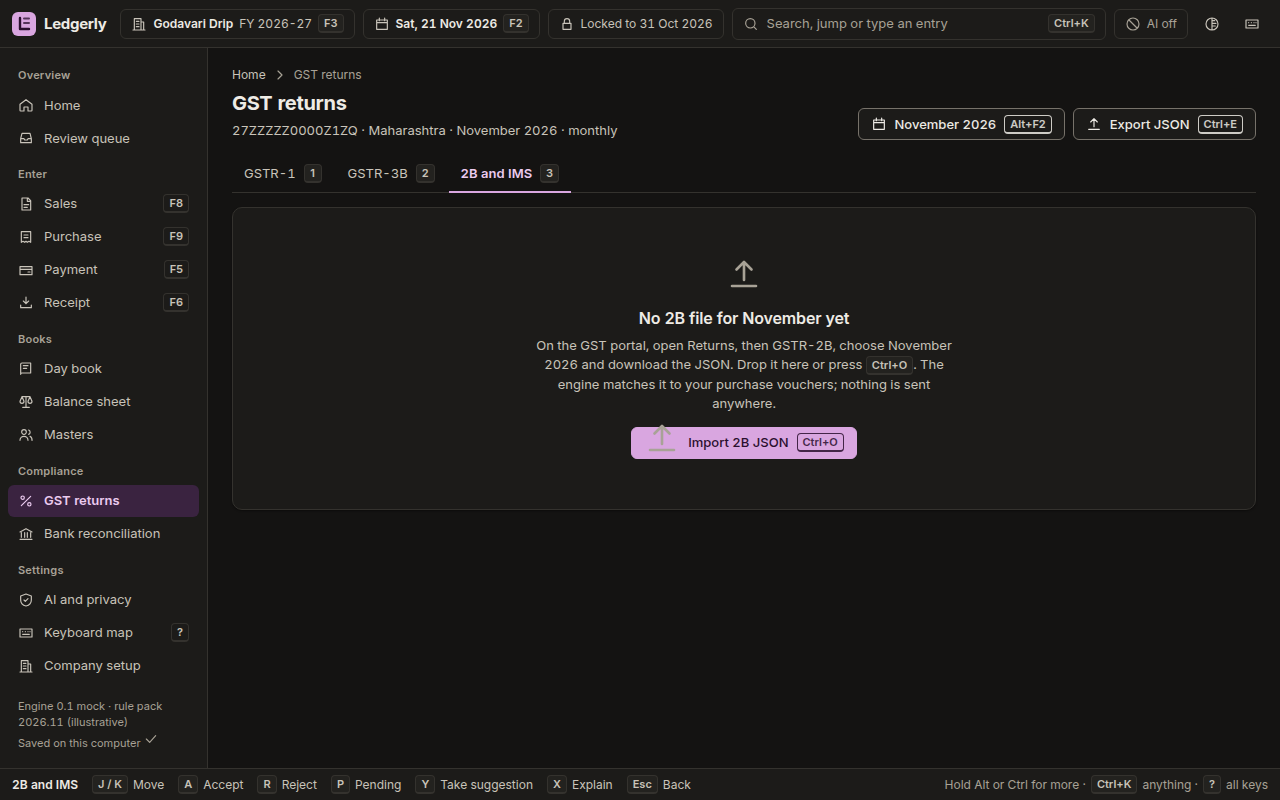 Ledgerly
Godavari Drip FY 2026-27 F3
Sat, 21 Nov 2026 F2
Locked to 31 Oct 2026
Search, jump or type an entry Ctrl+K
AI off
Overview
Home
Review queue
Enter
Sales F8
Purchase F9
Payment F5
Receipt F6
Books
Day book
Balance sheet
Masters
Compliance
GST returns
Bank reconciliation
Settings
AI and privacy
Keyboard map ?
Company setup
Engine 0.1 mock · rule pack
2026.11 (illustrative)
Saved on this computer
Home > GST returns
GST returns
27ZZZZZ0000Z1ZQ · Maharashtra · November 2026 · monthly
November 2026 Alt+F2
Export JSON Ctrl+E
GSTR-1 1 GSTR-3B 2 2B and IMS 3
No 2B file for November yet
On the GST portal, open Returns, then GSTR-2B, choose November
2026 and download the JSON. Drop it here or press Ctrl+O. The
engine matches it to your purchase vouchers; nothing is sent
anywhere.
Import 2B JSON Ctrl+O
2B and IMS J / K Move A Accept R Reject P Pending Y Take suggestion X Explain Esc Back
Hold Alt or Ctrl for more · Ctrl+K anything · ? all keys